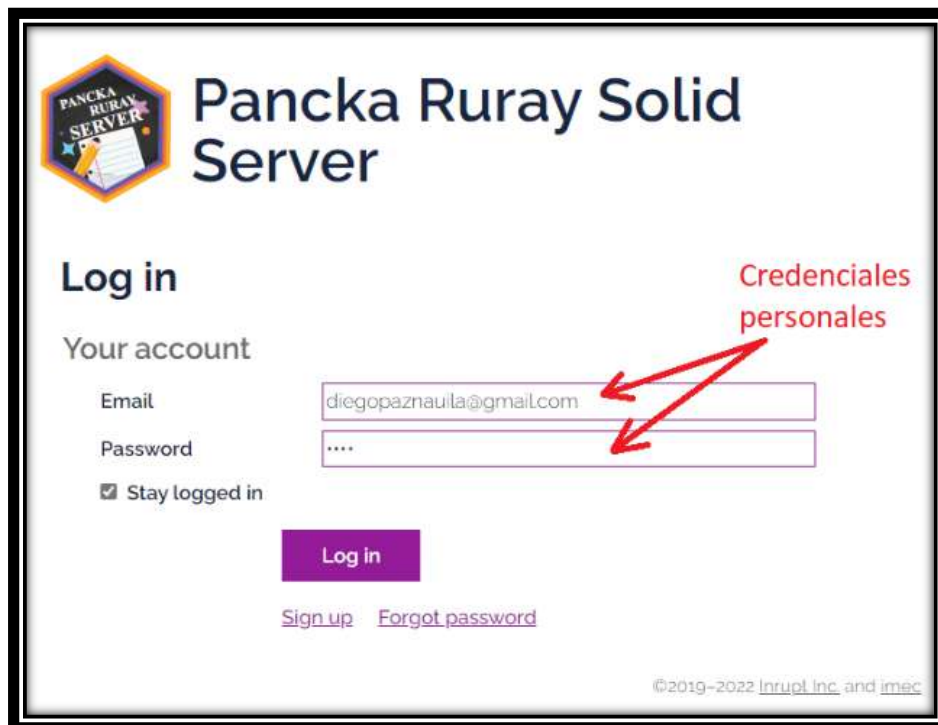 PANCKA
RURAY
SERVER
Pancka Ruray Solid
Server
Log in
Credenciales
personales
Your account
Email
diegopaznauila@gmail.com
Password
····
Stay logged in
Log in
Sign up Forgot password
©2019–2022 Inrupt Inc. and imec